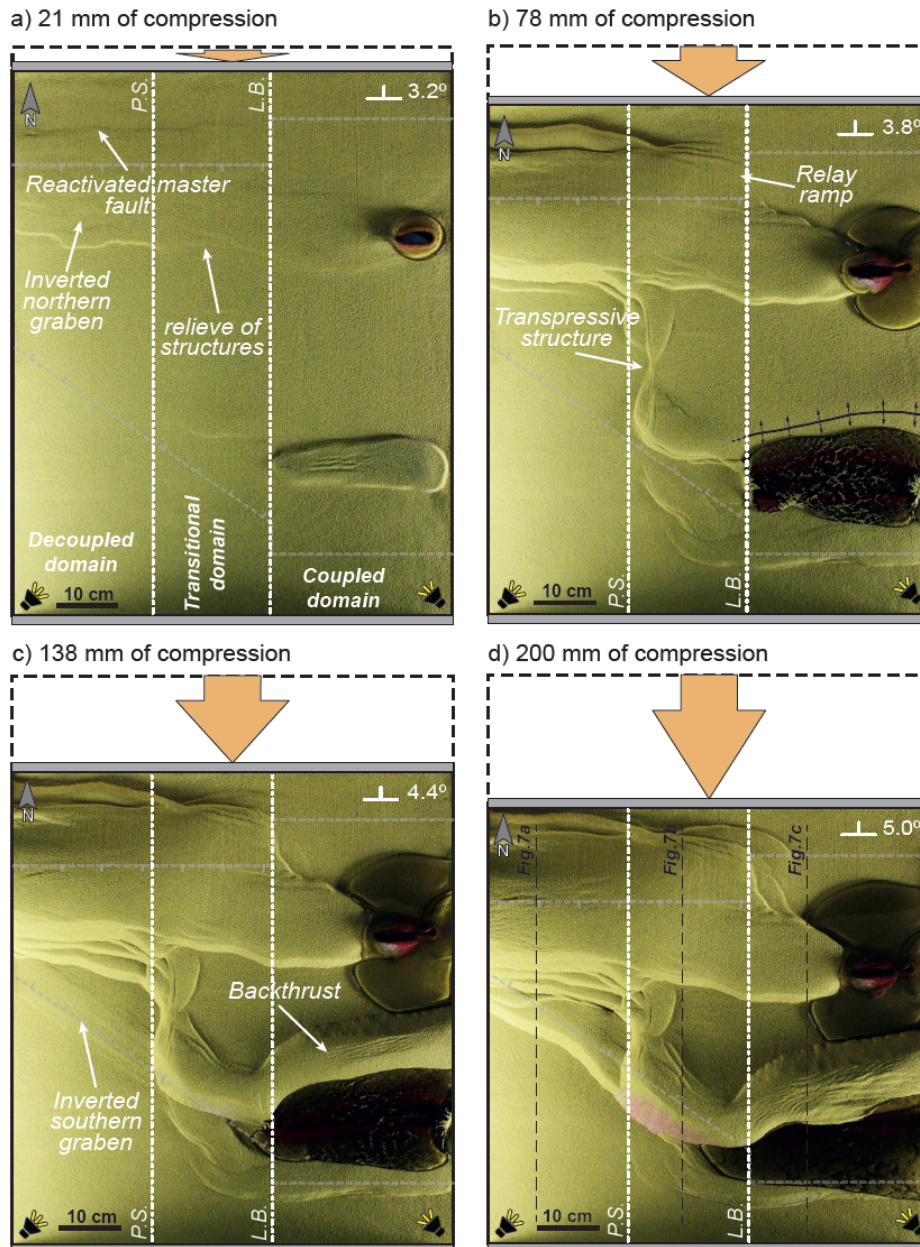 a) 21 mm of compression
P.S.
L.B.
3.2º
N
Reactivated master
fault
Inverted
northern
graben
relieve of
structures
Decoupled
domain
Transitional
domain
Coupled
domain
10 cm
b) 78 mm of compression
3.8º
N
Relay
ramp
Transpressive
structure
P.S.
L.B.
10 cm
c) 138 mm of compression
4.4º
N
Backthrust
Inverted
southern
graben
P.S.
L.B.
10 cm
d) 200 mm of compression
5.0º
N
Fig.7a
Fig.7b
Fig.7c
P.S.
L.B.
10 cm